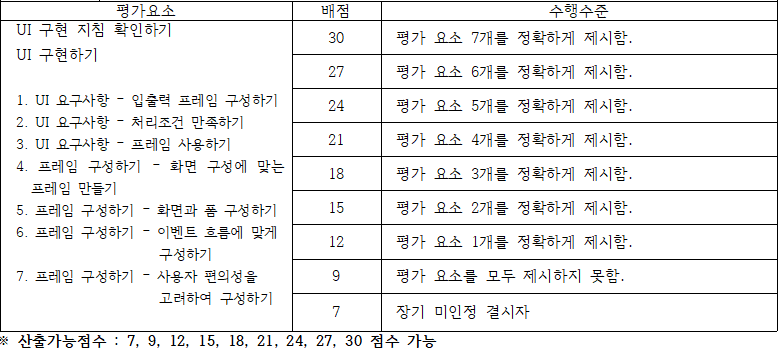 평가요소 배점 수행수준
UI 구현 지침 확인하기
UI 구현하기
1. UI 요구사항 - 입출력 프레임 구성하기
2. UI 요구사항 - 처리조건 만족하기
3. UI 요구사항 - 프레임 사용하기
4. 프레임 구성하기 - 화면 구성에 맞는
프레임 만들기
5. 프레임 구성하기 - 화면과 폼 구성하기
6. 프레임 구성하기 - 이벤트 흐름에 맞게
구성하기
7. 프레임 구성하기 - 사용자 편의성을
고려하여 구성하기
30 평가 요소 7개를 정확하게 제시함.
27 평가 요소 6개를 정확하게 제시함.
24 평가 요소 5개를 정확하게 제시함.
21 평가 요소 4개를 정확하게 제시함.
18 평가 요소 3개를 정확하게 제시함.
15 평가 요소 2개를 정확하게 제시함.
12 평가 요소 1개를 정확하게 제시함.
9 평가 요소를 모두 제시하지 못함.
7 장기 미인정 결시자
※ 산출가능점수 : 7, 9, 12, 15, 18, 21, 24, 27, 30 점수 가능